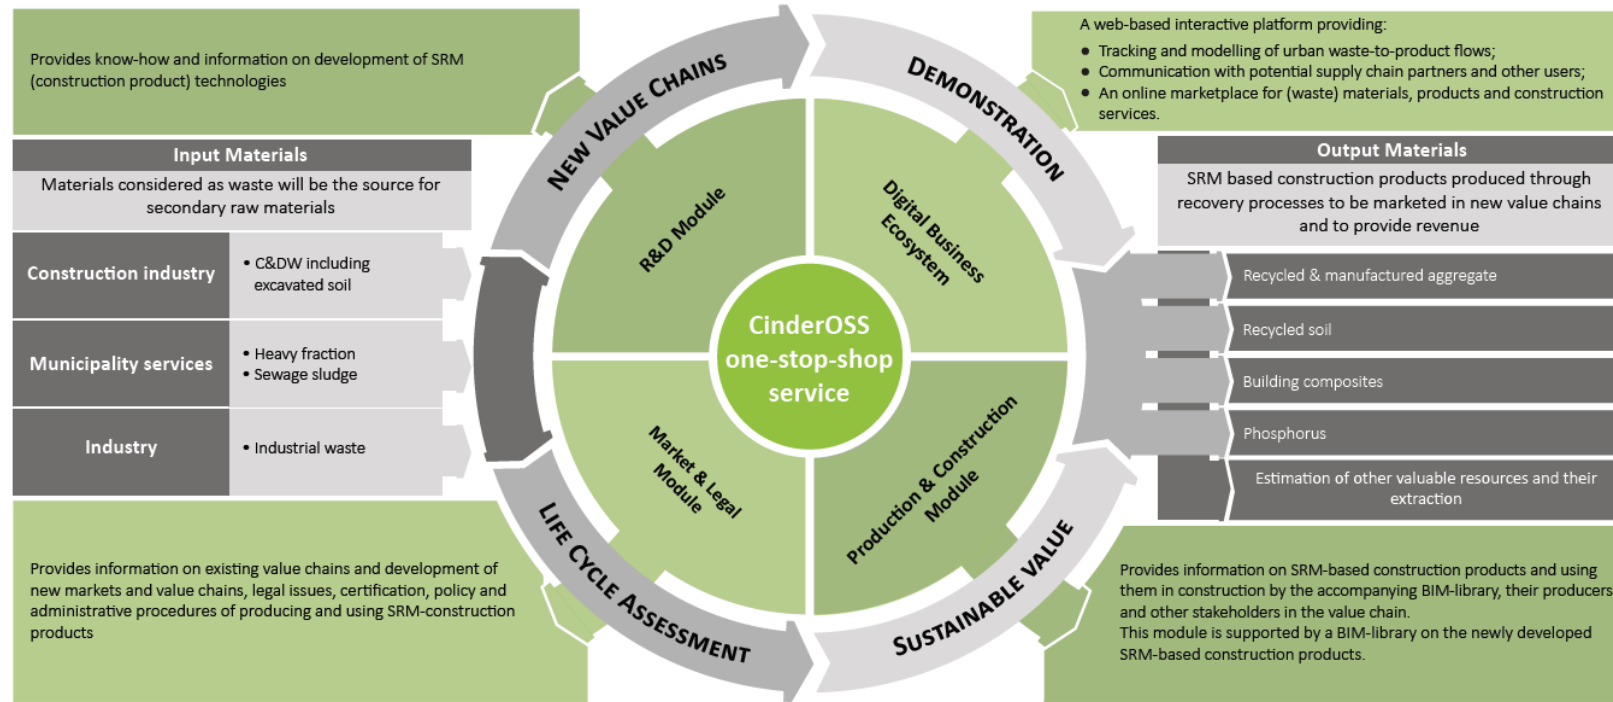 Provides know-how and information on development of SRM
(construction product) technologies
NEW VALUE CHAINS
DEMONSTRATION
A web-based interactive platform providing:
● Tracking and modelling of urban waste-to-product flows;
● Communication with potential supply chain partners and other users;
● An online marketplace for (waste) materials, products and construction
services.
Input Materials
Materials considered as waste will be the source for
secondary raw materials
Construction industry
• C&DW including
excavated soil
Municipality services
• Heavy fraction
• Sewage sludge
Industry
• Industrial waste
R&D Module
Digital Business
Ecosystem
CinderOSS
one-stop-shop
service
Market & Legal
Module
Production & Construction
Module
Output Materials
SRM based construction products produced through
recovery processes to be marketed in new value chains
and to provide revenue
Recycled & manufactured aggregate
Recycled soil
Building composites
Phosphorus
Estimation of other valuable resources and their
extraction
LIFE CYCLE ASSESSMENT
SUSTAINABLE VALUE
Provides information on existing value chains and development of
new markets and value chains, legal issues, certification, policy and
administrative procedures of producing and using SRM-construction
products
Provides information on SRM-based construction products and using
them in construction by the accompanying BIM-library, their producers
and other stakeholders in the value chain.
This module is supported by a BIM-library on the newly developed
SRM-based construction products.